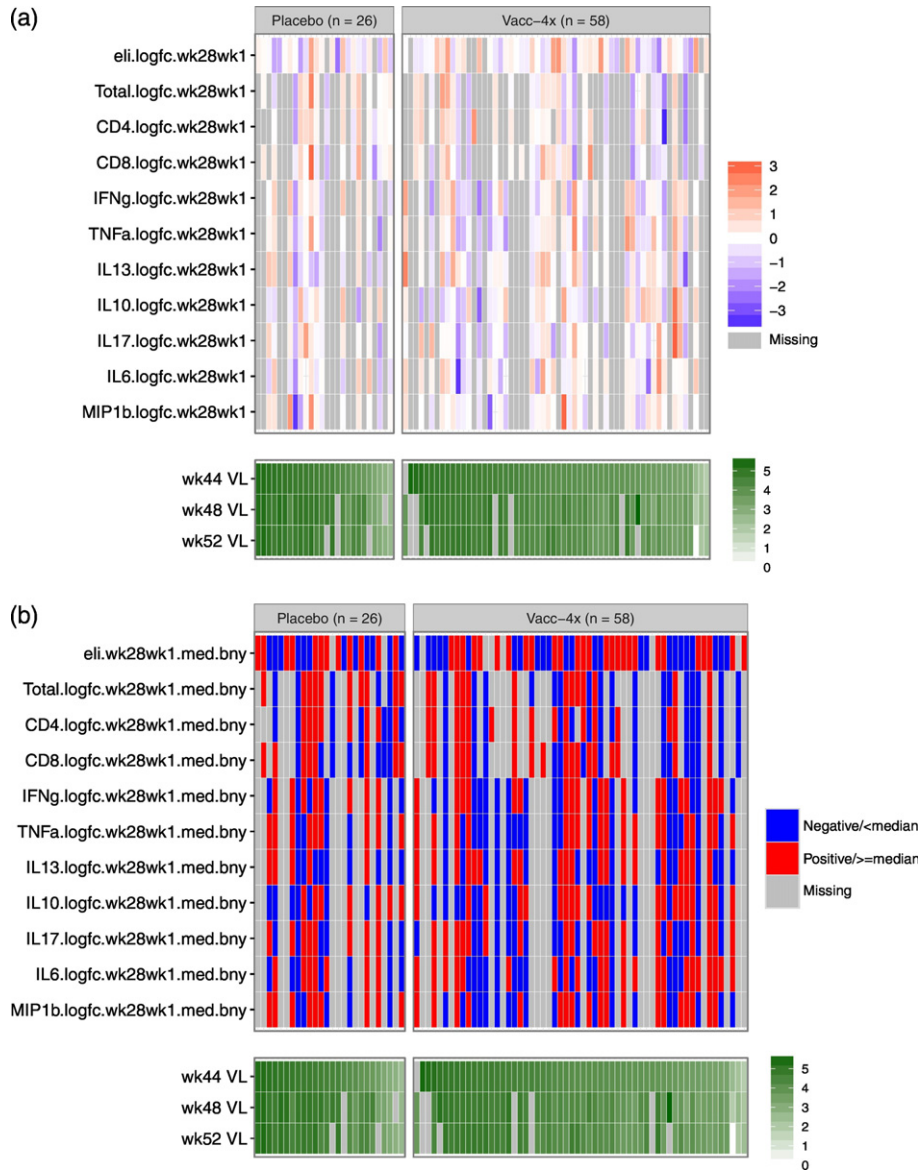 (a)
Placebo (n = 26)
Vacc-4x (n = 58)
eli.logfc.wk28wk1
Total.logfc.wk28wk1
CD4.logfc.wk28wk1
CD8.logfc.wk28wk1
IFNg.logfc.wk28wk1
TNFa.logfc.wk28wk1
IL13.logfc.wk28wk1
IL10.logfc.wk28wk1
IL17.logfc.wk28wk1
IL6.logfc.wk28wk1
MIP1b.logfc.wk28wk1
3
2
1
0
−1
−2
−3
Missing
wk44 VL
wk48 VL
wk52 VL
5
4
3
2
1
0
(b)
Placebo (n = 26)
Vacc-4x (n = 58)
eli.wk28wk1.med.bny
Total.logfc.wk28wk1.med.bny
CD4.logfc.wk28wk1.med.bny
CD8.logfc.wk28wk1.med.bny
IFNg.logfc.wk28wk1.med.bny
TNFa.logfc.wk28wk1.med.bny
IL13.logfc.wk28wk1.med.bny
IL10.logfc.wk28wk1.med.bny
IL17.logfc.wk28wk1.med.bny
IL6.logfc.wk28wk1.med.bny
MIP1b.logfc.wk28wk1.med.bny
Negative/<median
Positive/>=median
Missing
wk44 VL
wk48 VL
wk52 VL
5
4
3
2
1
0